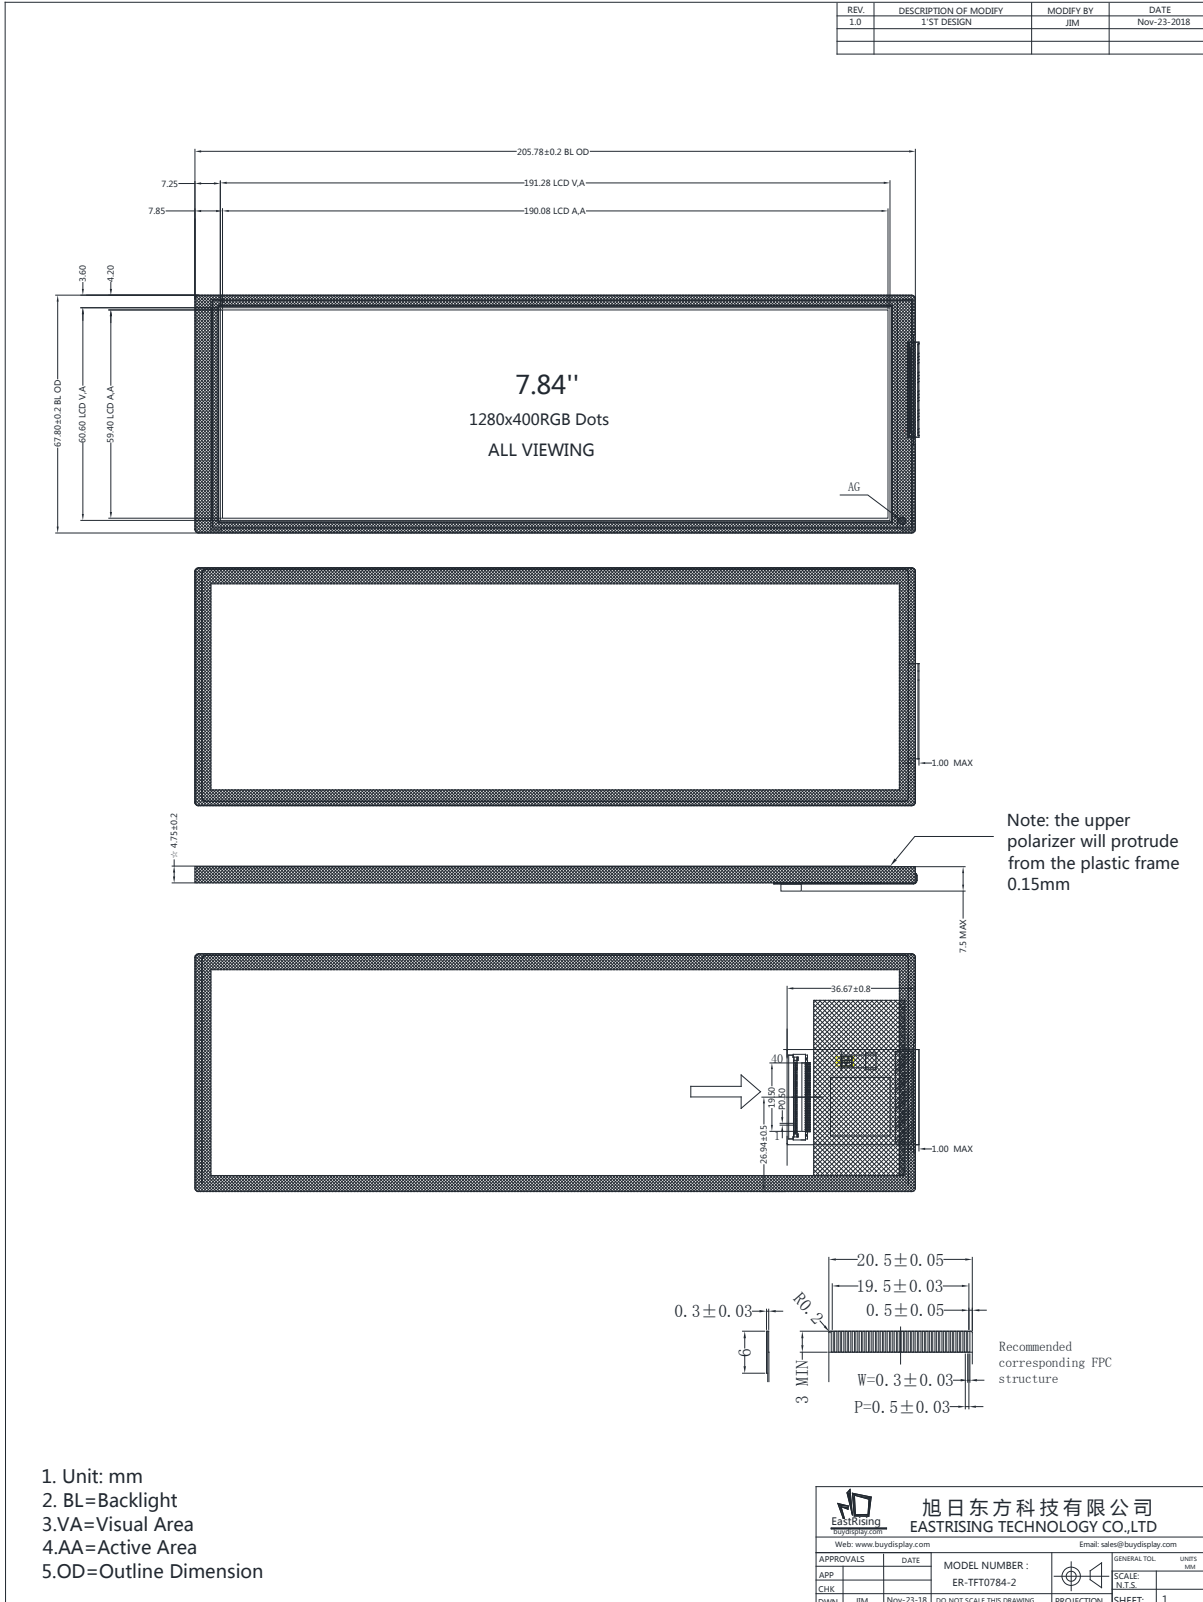 REV. DESCRIPTION OF MODIFY MODIFY BY DATE
1.0 1'ST DESIGN JIM Nov-23-2018
205.78±0.2 BL OD
7.25 191.28 LCD V,A
7.85 190.08 LCD A,A
3.60
4.20
67.80±0.2 BL OD
60.60 LCD V,A
59.40 LCD A,A
7.84''
1280x400RGB Dots
ALL VIEWING
AG
1.00 MAX
☆ 4.75±0.2
Note: the upper
polarizer will protrude
from the plastic frame
0.15mm
7.5 MAX
36.67±0.8
40
19.50
P0.50
1
26.94±0.5
1.00 MAX
20.5±0.05
19.5±0.03
0.3±0.03
R0.2
0.5±0.05
6
3 MIN
Recommended
corresponding FPC
structure
W=0.3±0.03
P=0.5±0.03
1. Unit: mm
2. BL=Backlight
3.VA=Visual Area
4.AA=Active Area
5.OD=Outline Dimension
EastRising
buydisplay.com
旭日东方科技有限公司
EASTRISING TECHNOLOGY CO.,LTD
Web: www.buydisplay.com Email: sales@buydisplay.com
APPROVALS DATE
APP
CHK
DWN JIM Nov-23-18
MODEL NUMBER :
ER-TFT0784-2
DO NOT SCALE THIS DRAWING
PROJECTION
GENERAL TOL. UNITS
MM
SCALE:
N.T.S.
SHEET: 1